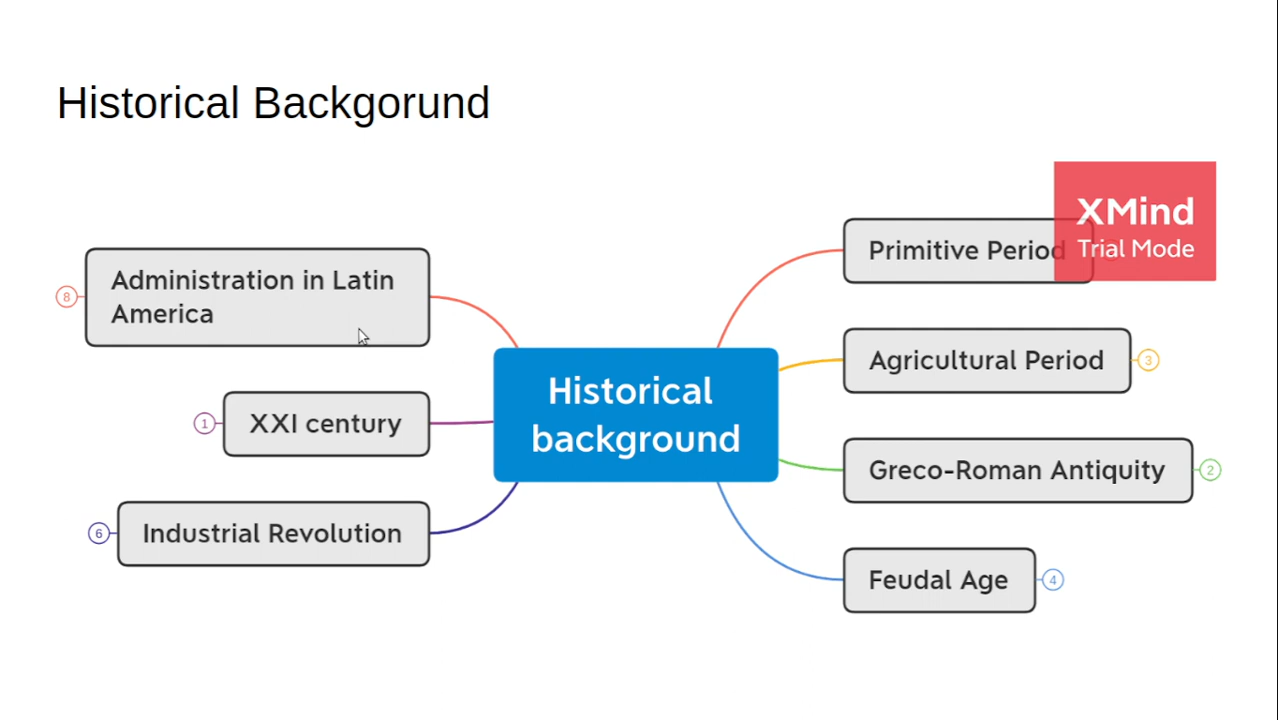 Historical Backgorund
XMind
Trial Mode
Primitive Period
Administration in Latin
America
8
Agricultural Period
3
Historical
background
XXI century
1
Greco-Roman Antiquity
2
Industrial Revolution
6
Feudal Age
4